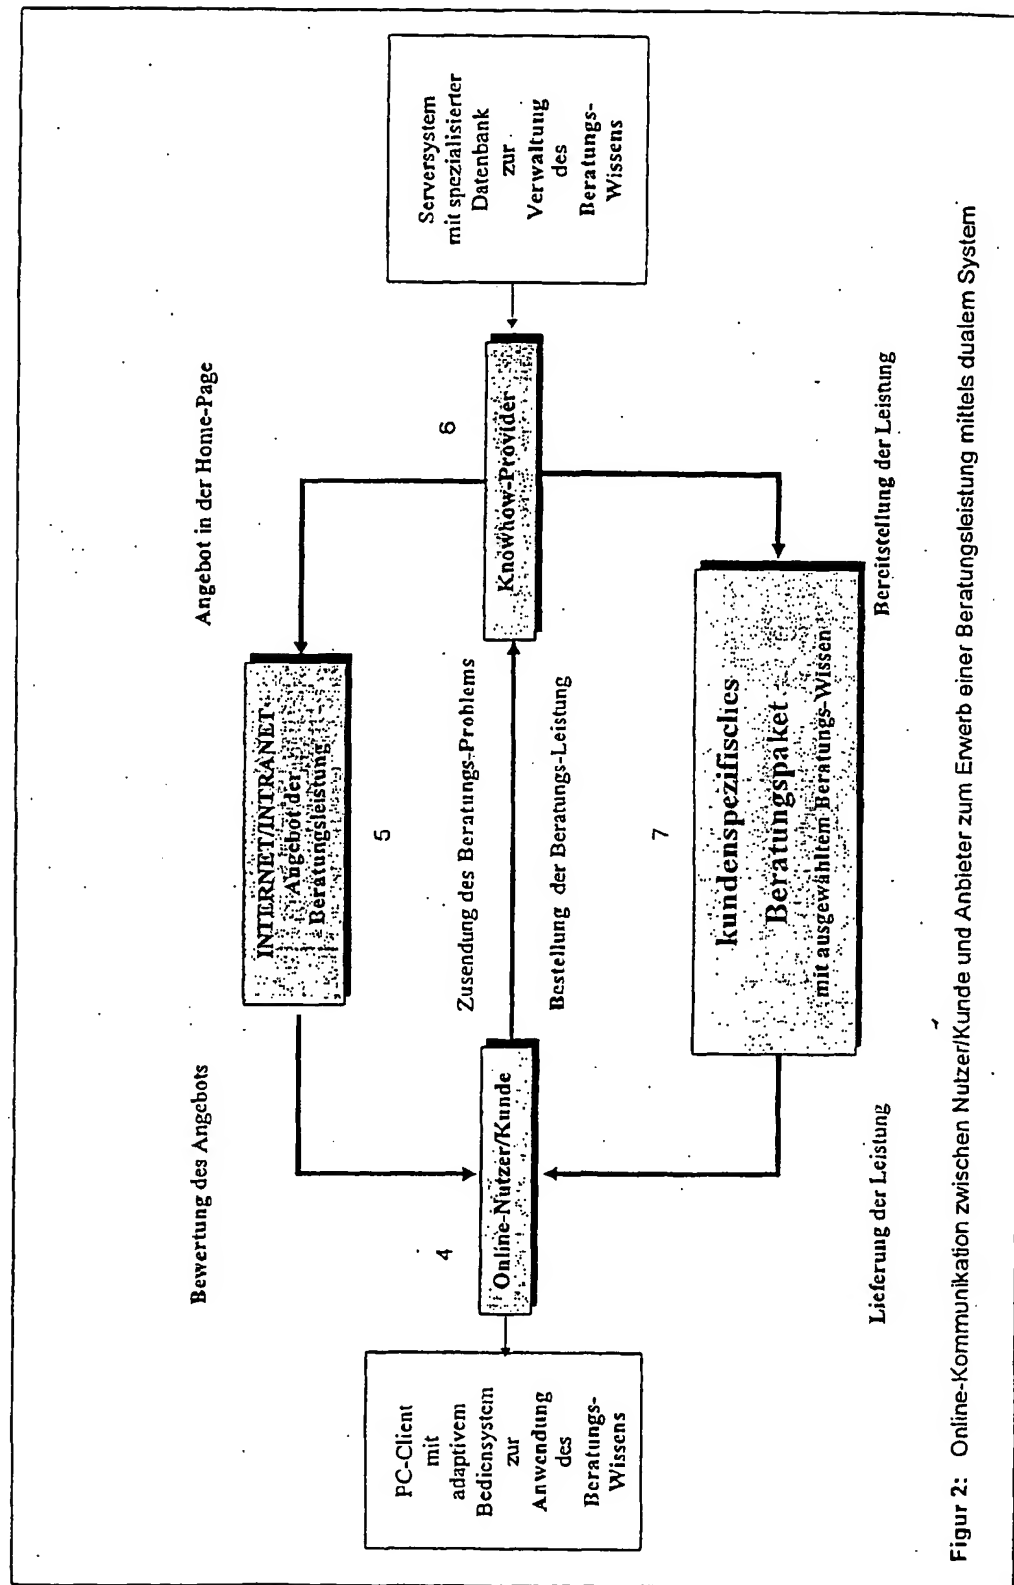 Bewertung des Angebots
Angebot in der Home-Page
INTERNET/INTRANET
Angebot der
Beratungsleistung
5
PC-Client
mit
adaptivem
Bediensystem
zur
Anwendung
des
Beratungs-
Wissens
4
Online-Nutzer/Kunde
Zusendung des Beratungs-Problems
Bestellung der Beratungs-Leistung
6
Knowhow-Provider
Serversystem
mit spezialisierter
Datenbank
zur
Verwaltung
des
Beratungs-
Wissens
7
kundenspezifisches
Beratungspaket
mit ausgewähltem Beratungs-Wissen
Lieferung der Leistung
Bereitstellung der Leistung
Figur 2: Online-Kommunikation zwischen Nutzer/Kunde und Anbieter zum Erwerb einer Beratungsleistung mittels dualem System